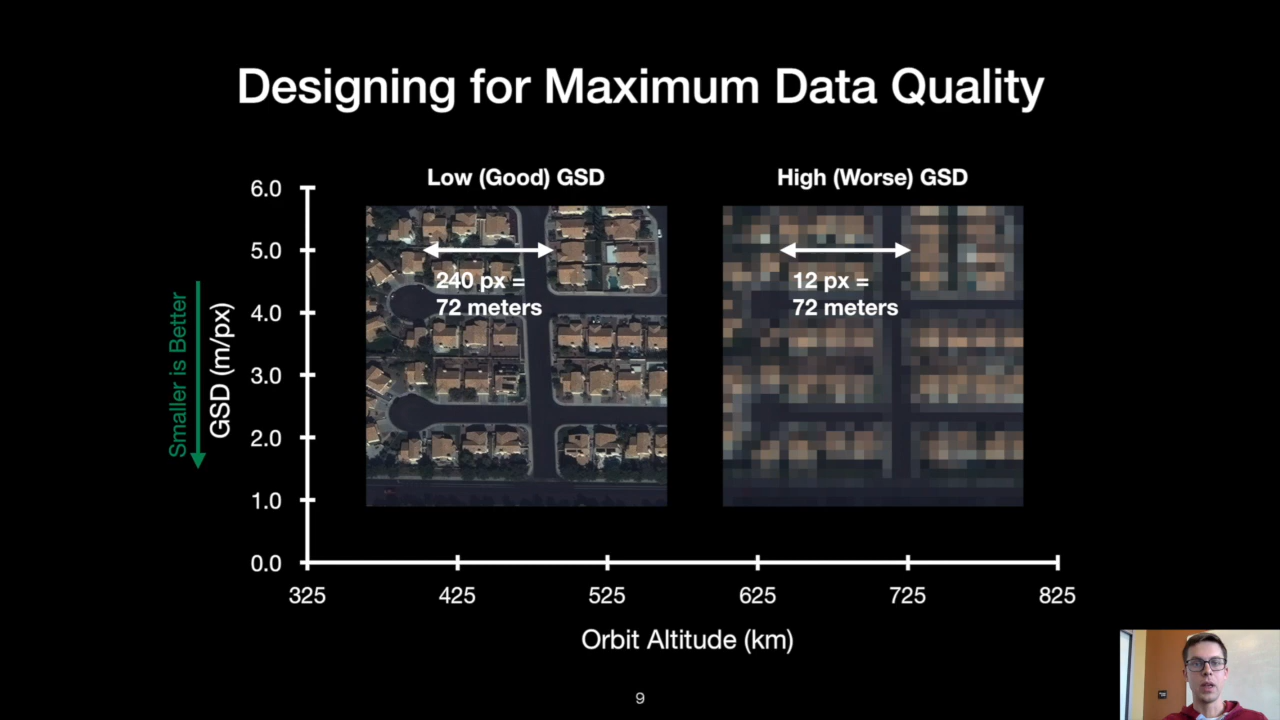 Designing for Maximum Data Quality
Low (Good) GSD
High (Worse) GSD
240 px =
72 meters
12 px =
72 meters
Smaller is Better
GSD (m/px)
6.0
5.0
4.0
3.0
2.0
1.0
0.0
325
425
525
625
725
825
Orbit Altitude (km)
9